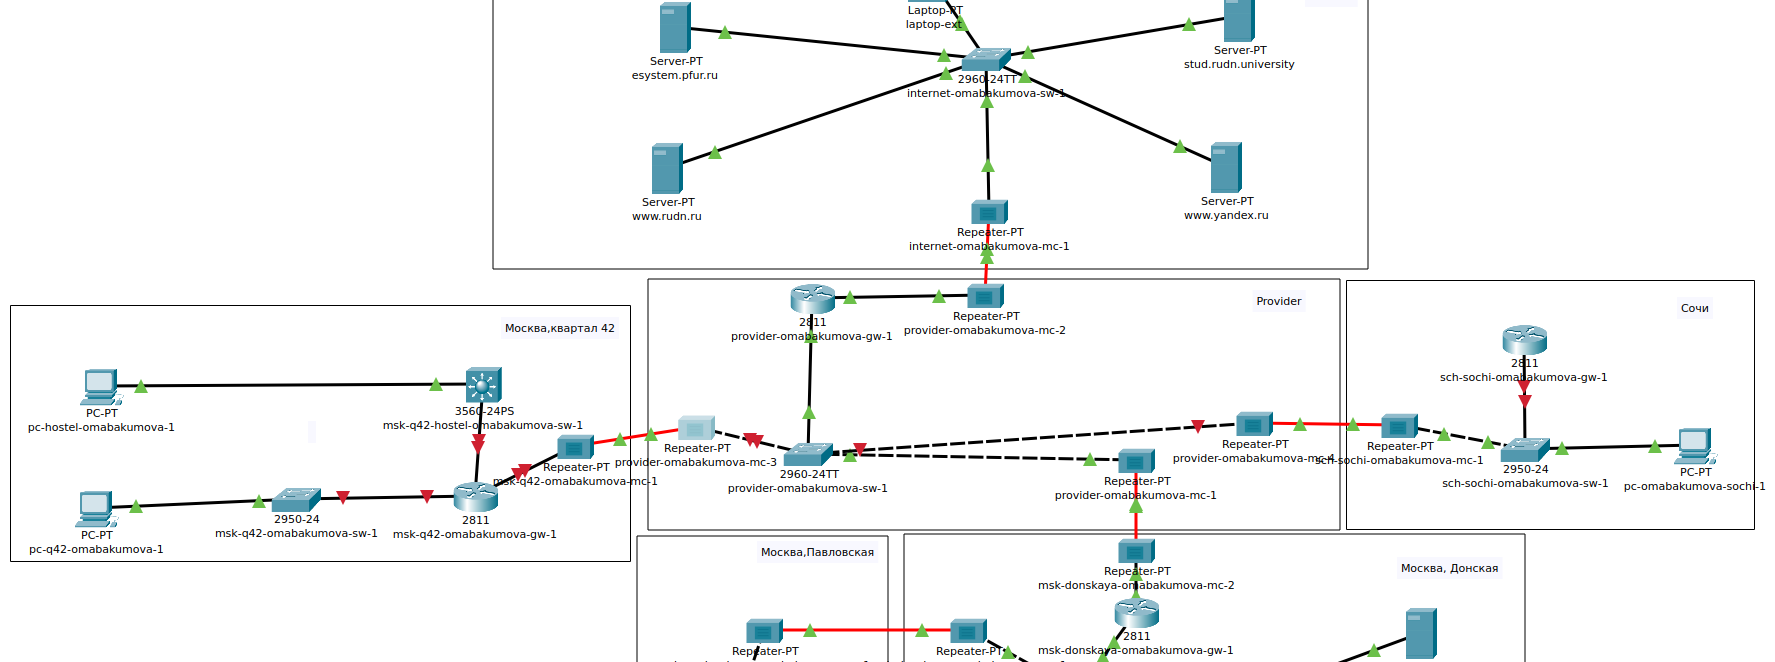 Laptop-PT
laptop-ext
Server-PT
esystem.pfur.ru
Server-PT
stud.rudn.university
2960-24TT
internet-omabakumova-sw-1
Server-PT
www.rudn.ru
Server-PT
www.yandex.ru
Repeater-PT
internet-omabakumova-mc-1
Москва,квартал 42
PC-PT
pc-hostel-omabakumova-1
3560-24PS
msk-q42-hostel-omabakumova-sw-1
Repeater-PT
msk-q42-omabakumova-mc-1
PC-PT
pc-q42-omabakumova-1
2950-24
msk-q42-omabakumova-sw-1
2811
msk-q42-omabakumova-gw-1
Provider
2811
provider-omabakumova-gw-1
Repeater-PT
provider-omabakumova-mc-2
Repeater-PT
provider-omabakumova-mc-3
2960-24TT
provider-omabakumova-sw-1
Repeater-PT
provider-omabakumova-mc-4
Repeater-PT
provider-omabakumova-mc-1
Сочи
2811
sch-sochi-omabakumova-gw-1
Repeater-PT
sch-sochi-omabakumova-mc-1
2950-24
sch-sochi-omabakumova-sw-1
PC-PT
pc-omabakumova-sochi-1
Москва,Павловская
Repeater-PT
Москва, Донская
Repeater-PT
msk-donskaya-omabakumova-mc-2
2811
msk-donskaya-omabakumova-gw-1
Repeater-PT